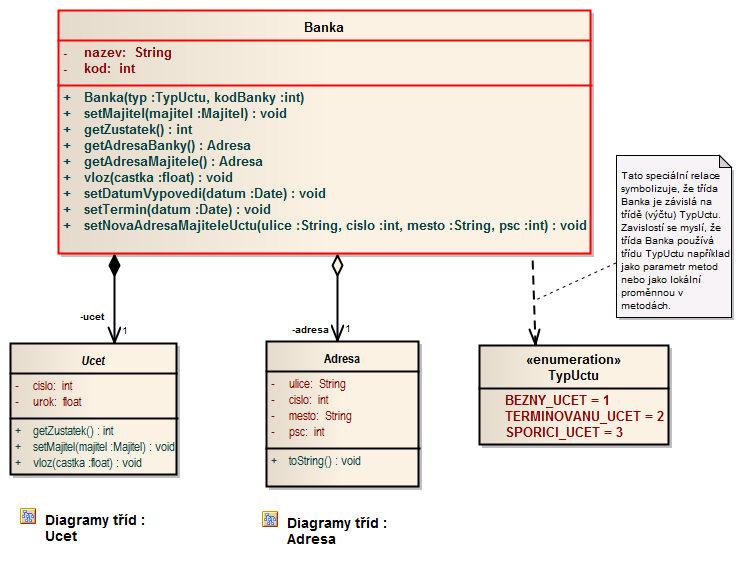 Banka
- nazev: String
- kod: int
+ Banka(typ :TypUctu, kodBanky :int)
+ setMajitel(majitel :Majitel) : void
+ getZustatek() : int
+ getAdresaBanky() : Adresa
+ getAdresaMajitele() : Adresa
+ vloz(castka :float) : void
+ setDatumVypovedi(datum :Date) : void
+ setTermin(datum :Date) : void
+ setNovaAdresaMajiteleUctu(ulice :String, cislo :int, mesto :String, psc :int) : void
Tato speciální relace
symbolizuje, že třída
Banka je závislá na
třídě (výčtu) TypUctu.
Zavislostí se myslí, že
třída Banka používá
třídu TypUctu například
jako parametr metod
nebo jako lokální
proměnnou v
metodách.
-ucet
1
-adresa
1
Ucet
- cislo: int
- urok: float
+ getZustatek() : int
+ setMajitel(majitel :Majitel) : void
+ vloz(castka :float) : void
Adresa
- ulice: String
- cislo: int
- mesto: String
- psc: int
+ toString() : void
«enumeration»
TypUctu
BEZNY_UCET = 1
TERMINOVANU_UCET = 2
SPORICI_UCET = 3
Diagramy tříd :
Ucet
Diagramy tříd :
Adresa